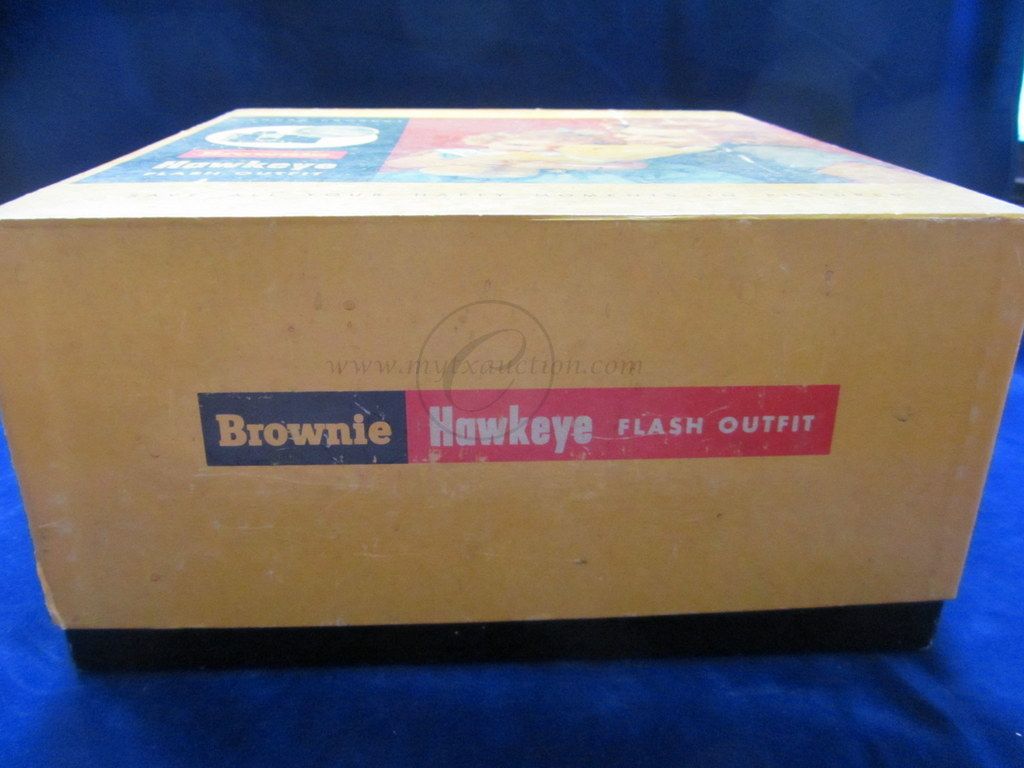 Hawkeye
FLASH OUTFIT
www.mytxauction.com
Brownie Hawkeye FLASH OUTFIT